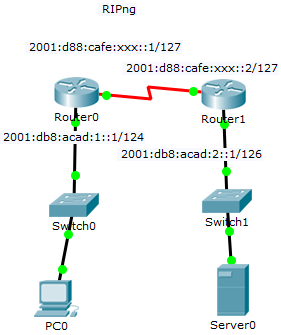 RIPng
2001:d88:cafe:xxx::1/127
2001:d88:cafe:xxx::2/127
Router0
Router1
2001:db8:acad:1::1/124
2001:db8:acad:2::1/126
Switch0
Switch1
PC0
Server0